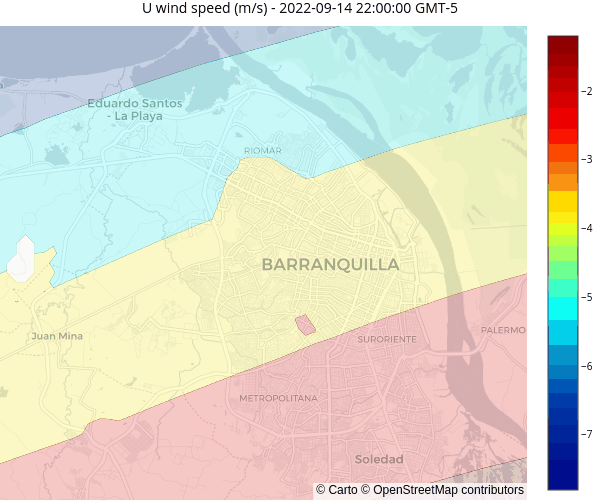 U wind speed (m/s) - 2022-09-14 22:00:00 GMT-5
Eduardo Santos
- La Playa
RIOMAR
BARRANQUILLA
Juan Mina
SURORIENTE
PALERMO
METROPOLITANA
Soledad
© Carto © OpenStreetMap contributors
−2
−3
−4
−5
−6
−7